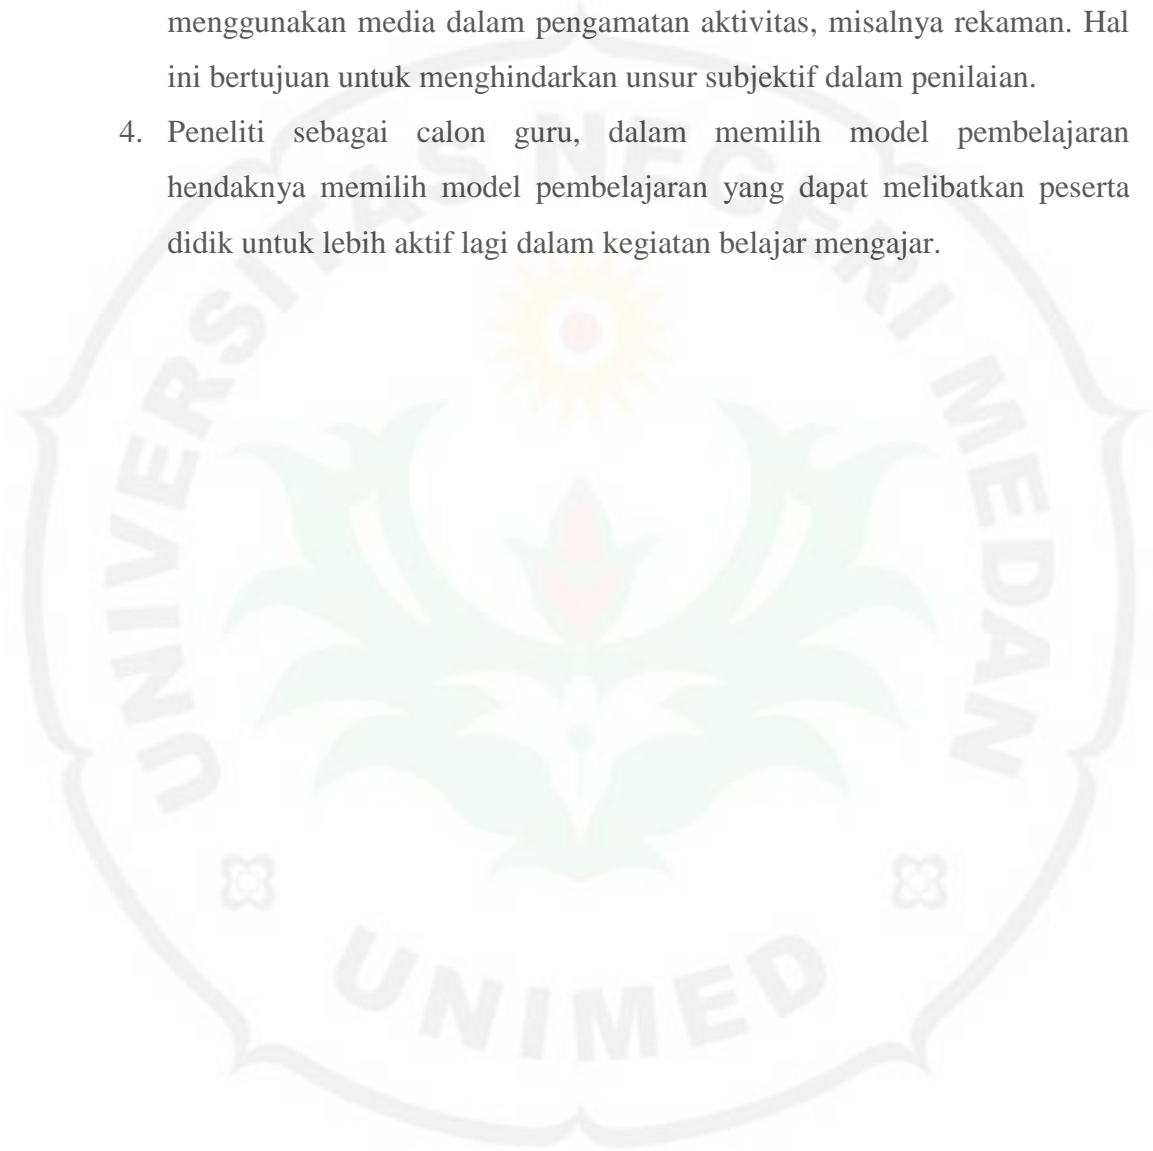 menggunakan media dalam pengamatan aktivitas, misalnya rekaman. Hal
ini bertujuan untuk menghindarkan unsur subjektif dalam penilaian.
4. Peneliti sebagai calon guru, dalam memilih model pembelajaran
hendaknya memilih model pembelajaran yang dapat melibatkan peserta
didik untuk lebih aktif lagi dalam kegiatan belajar mengajar.
UNIVERSITAS NEGERI MEDAN
UNIMED